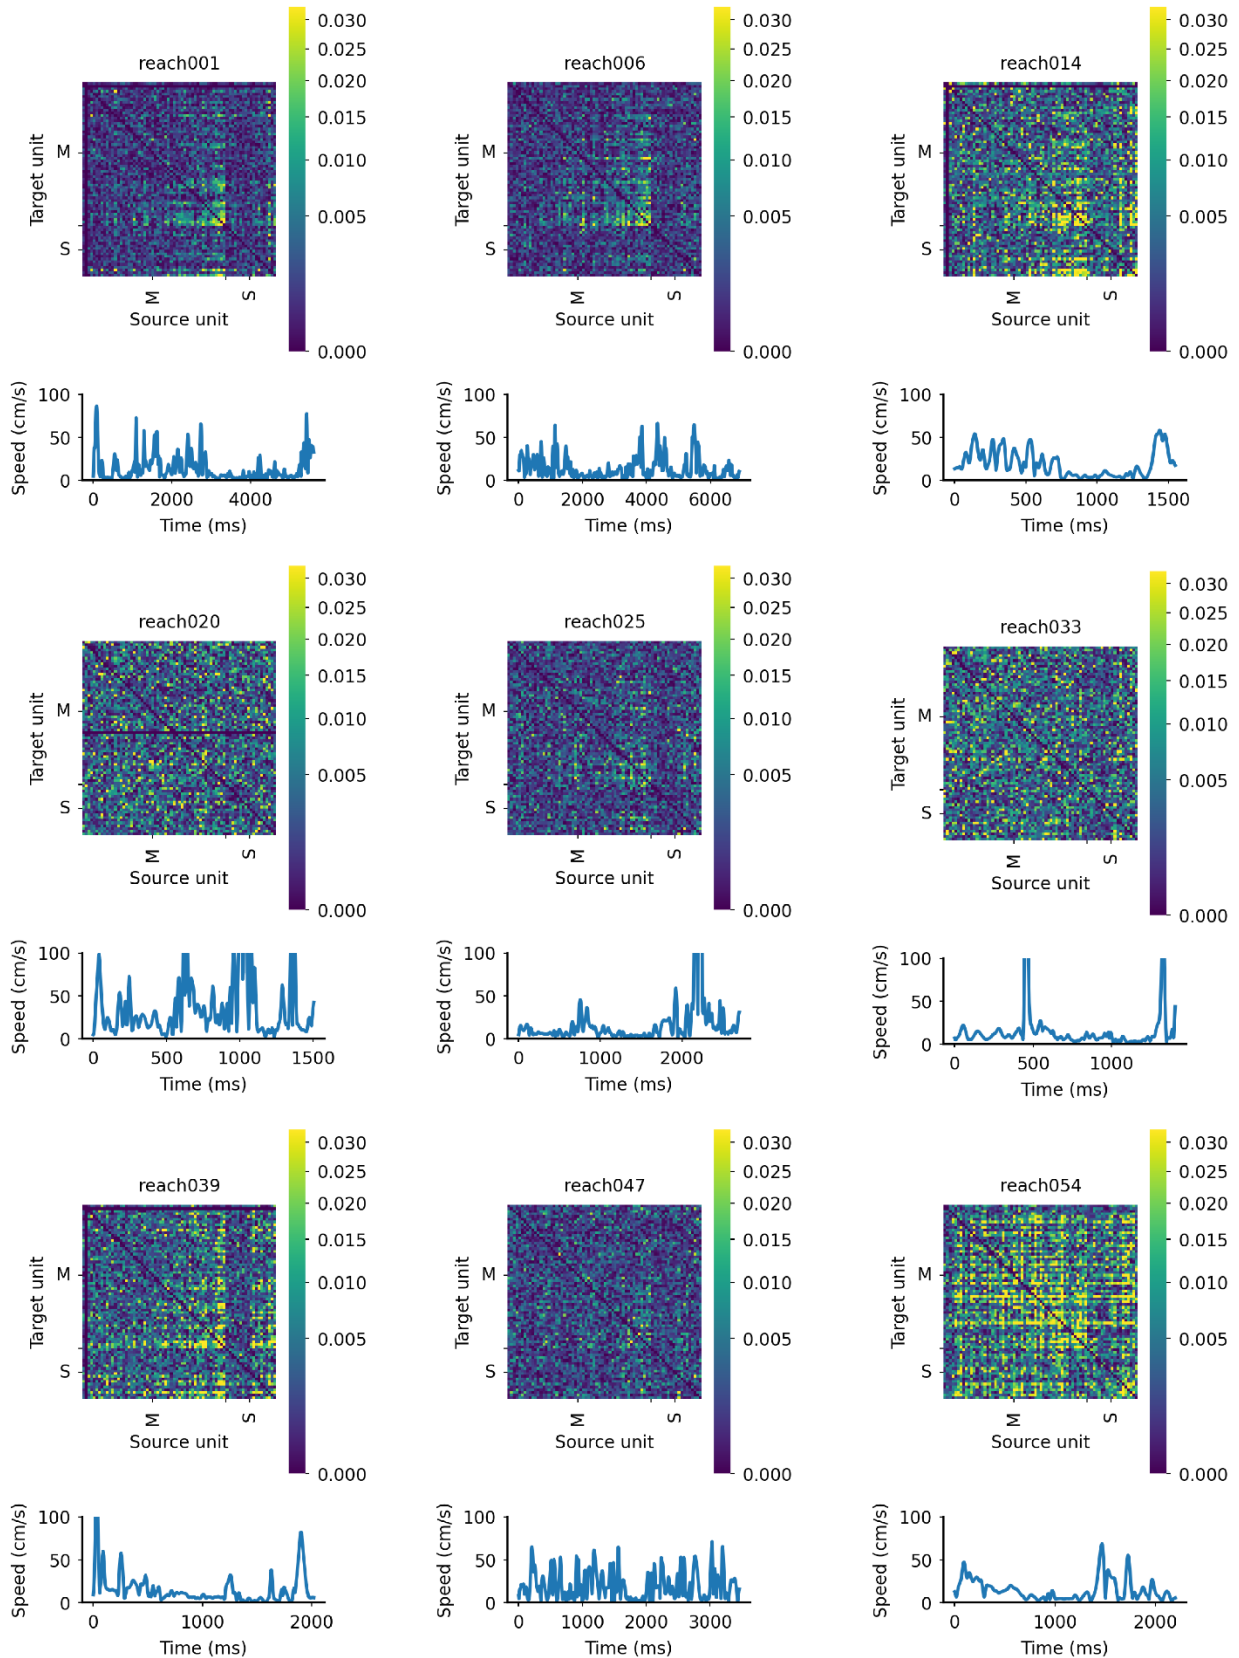 reach001
Target unit
M
S
M
S
Source unit
0.030
0.025
0.020
0.015
0.010
0.005
0.000
reach006
Target unit
M
S
M
S
Source unit
0.030
0.025
0.020
0.015
0.010
0.005
0.000
reach014
Target unit
M
S
M
S
Source unit
0.030
0.025
0.020
0.015
0.010
0.005
0.000
Speed (cm/s)
100
50
0
0 2000 4000
Time (ms)
Speed (cm/s)
100
50
0
0 2000 4000 6000
Time (ms)
Speed (cm/s)
100
50
0
0 500 1000 1500
Time (ms)
reach020
Target unit
M
S
M
S
Source unit
0.030
0.025
0.020
0.015
0.010
0.005
0.000
reach025
Target unit
M
S
M
S
Source unit
0.030
0.025
0.020
0.015
0.010
0.005
0.000
reach033
Target unit
M
S
M
S
Source unit
0.030
0.025
0.020
0.015
0.010
0.005
0.000
Speed (cm/s)
100
50
0
0 500 1000 1500
Time (ms)
Speed (cm/s)
100
50
0
0 1000 2000
Time (ms)
Speed (cm/s)
100
50
0
0 500 1000
Time (ms)
reach039
Target unit
M
S
M
S
Source unit
0.030
0.025
0.020
0.015
0.010
0.005
0.000
reach047
Target unit
M
S
M
S
Source unit
0.030
0.025
0.020
0.015
0.010
0.005
0.000
reach054
Target unit
M
S
M
S
Source unit
0.030
0.025
0.020
0.015
0.010
0.005
0.000
Speed (cm/s)
100
50
0
0 1000 2000
Time (ms)
Speed (cm/s)
100
50
0
0 1000 2000 3000
Time (ms)
Speed (cm/s)
100
50
0
0 1000 2000
Time (ms)